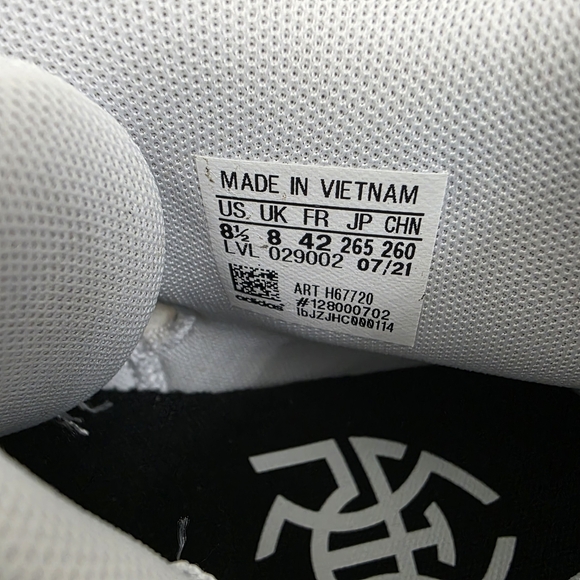 MADE IN VIETNAM
US UK FR JP CHN
8½ 8 42 265 260
LVL 029002 07/21
ART H67720
#128000702
adidas
1bJZJHC000114